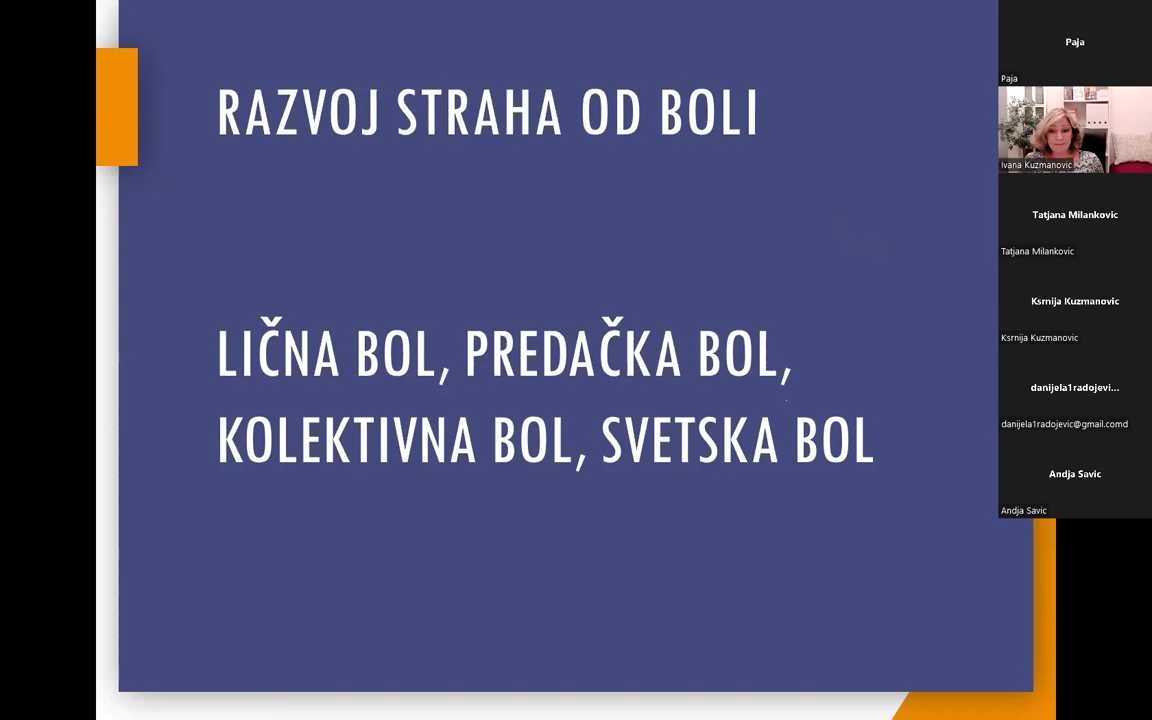 RAZVOJ STRAHA OD BOLI
LIČNA BOL, PREDAČKA BOL,
KOLEKTIVNA BOL, SVETSKA BOL
Paja
Paja
Ivana Kuzmanovic
Tatjana Milankovic
Tatjana Milankovic
Ksrnija Kuzmanovic
Ksrnija Kuzmanovic
danijela1radojevi...
danijela1radojevic@gmail.comd
Andja Savic
Andja Savic